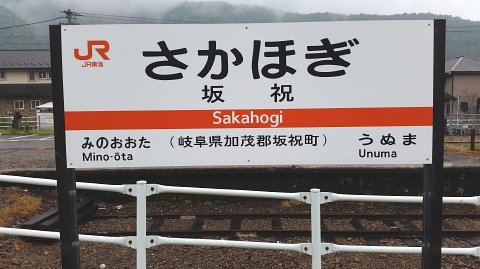 JR
JR東海
さかほぎ
坂祝
Sakahogi
みのおおた （岐阜県加茂郡坂祝町） うぬま
Mino-ōta Unuma